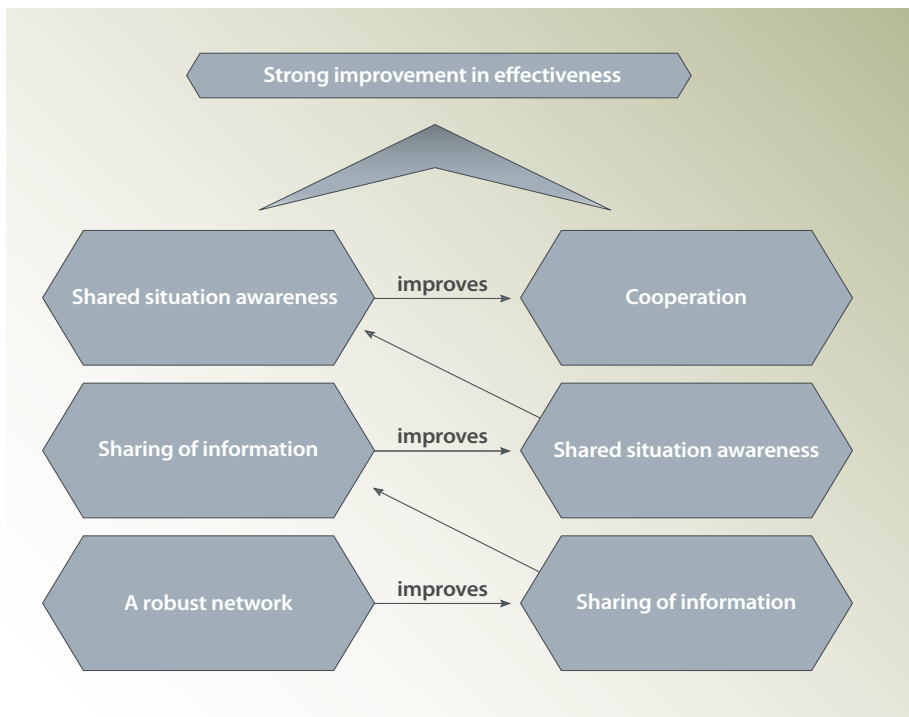 Strong improvement in effectiveness
Shared situation awareness
improves
Cooperation
Sharing of information
improves
Shared situation awareness
A robust network
improves
Sharing of information